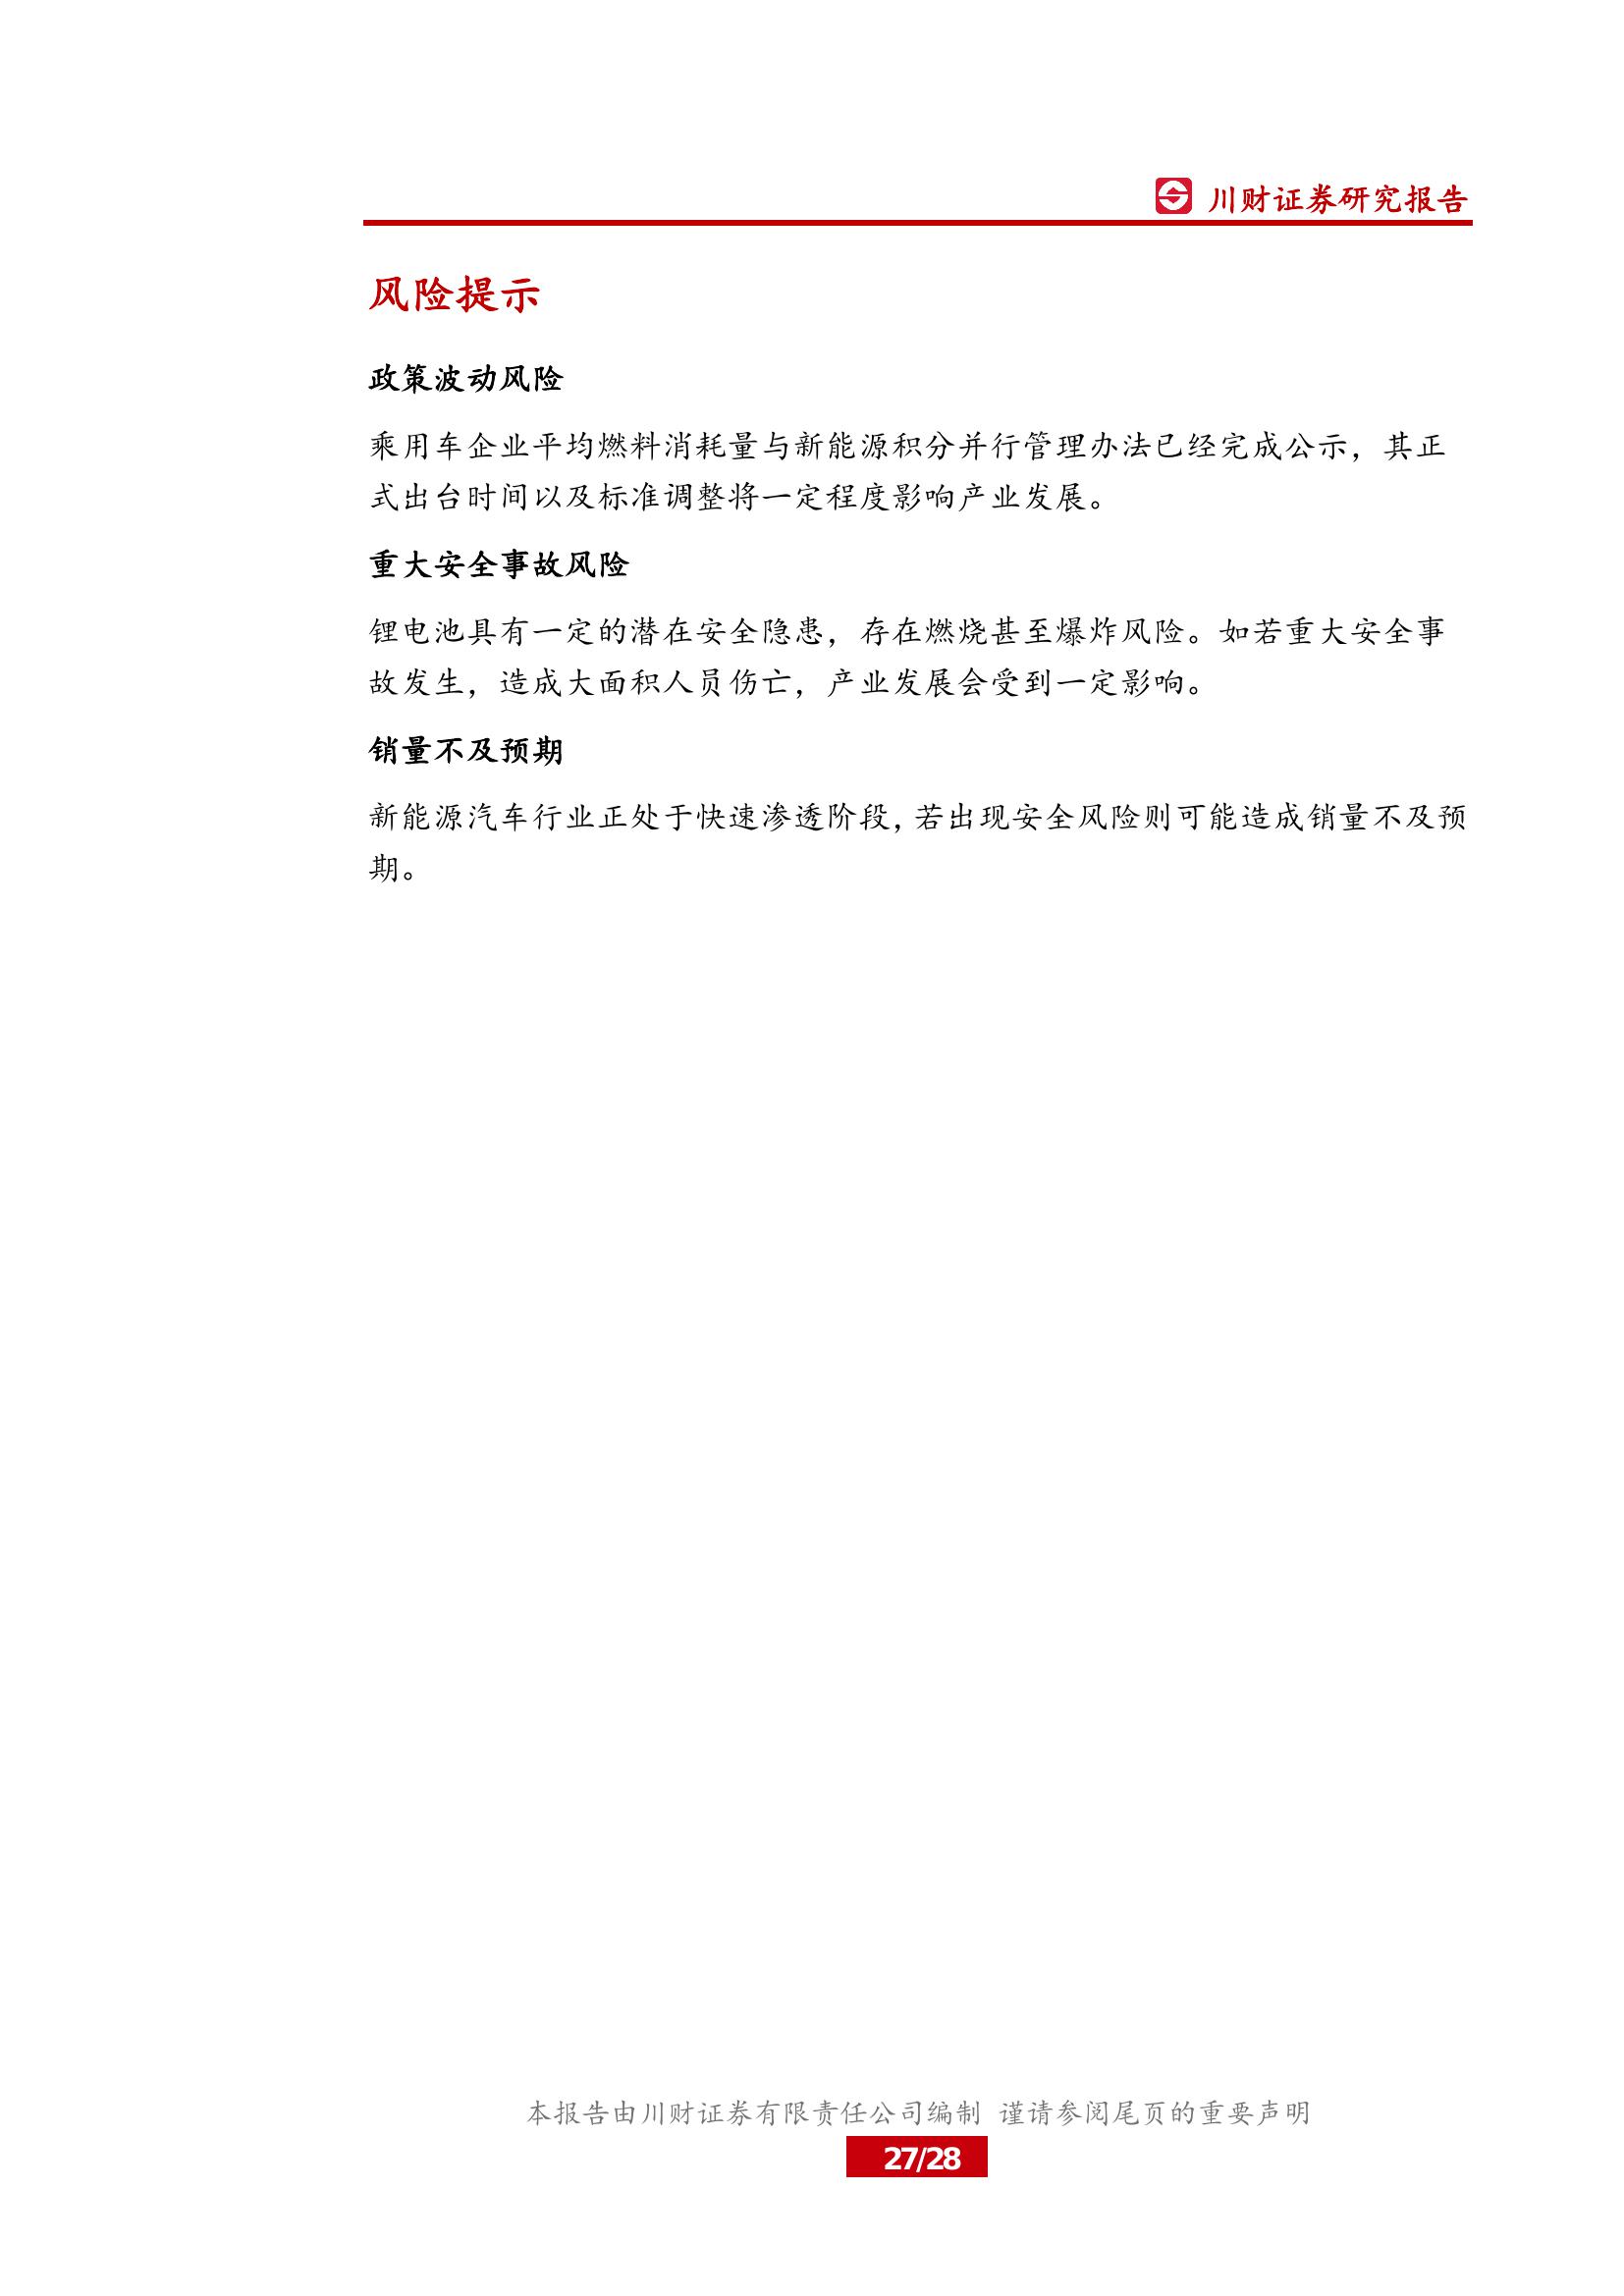 川财证券研究报告
风险提示
政策波动风险
乘用车企业平均燃料消耗量与新能源积分并行管理办法已经完成公示，其正
式出台时间以及标准调整将一定程度影响产业发展。
重大安全事故风险
锂电池具有一定的潜在安全隐患，存在燃烧甚至爆炸风险。如若重大安全事
故发生，造成大面积人员伤亡，产业发展会受到一定影响。
销量不及预期
新能源汽车行业正处于快速渗透阶段，若出现安全风险则可能造成销量不及预
期。
本报告由川财证券有限责任公司编制 谨请参阅尾页的重要声明
27/28